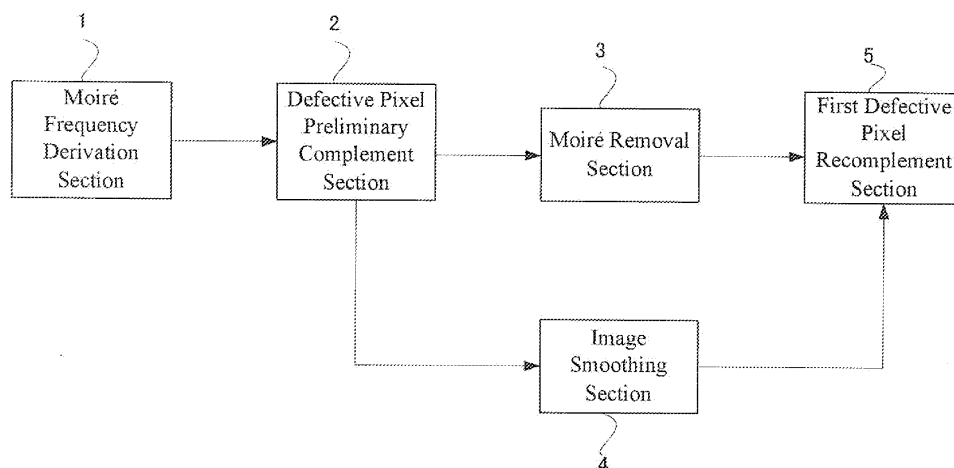 1
Moiré
Frequency
Derivation
Section
2
Defective Pixel
Preliminary
Complement
Section
3
Moiré Removal
Section
5
First Defective
Pixel
Recomplement
Section
Image
Smoothing
Section
4